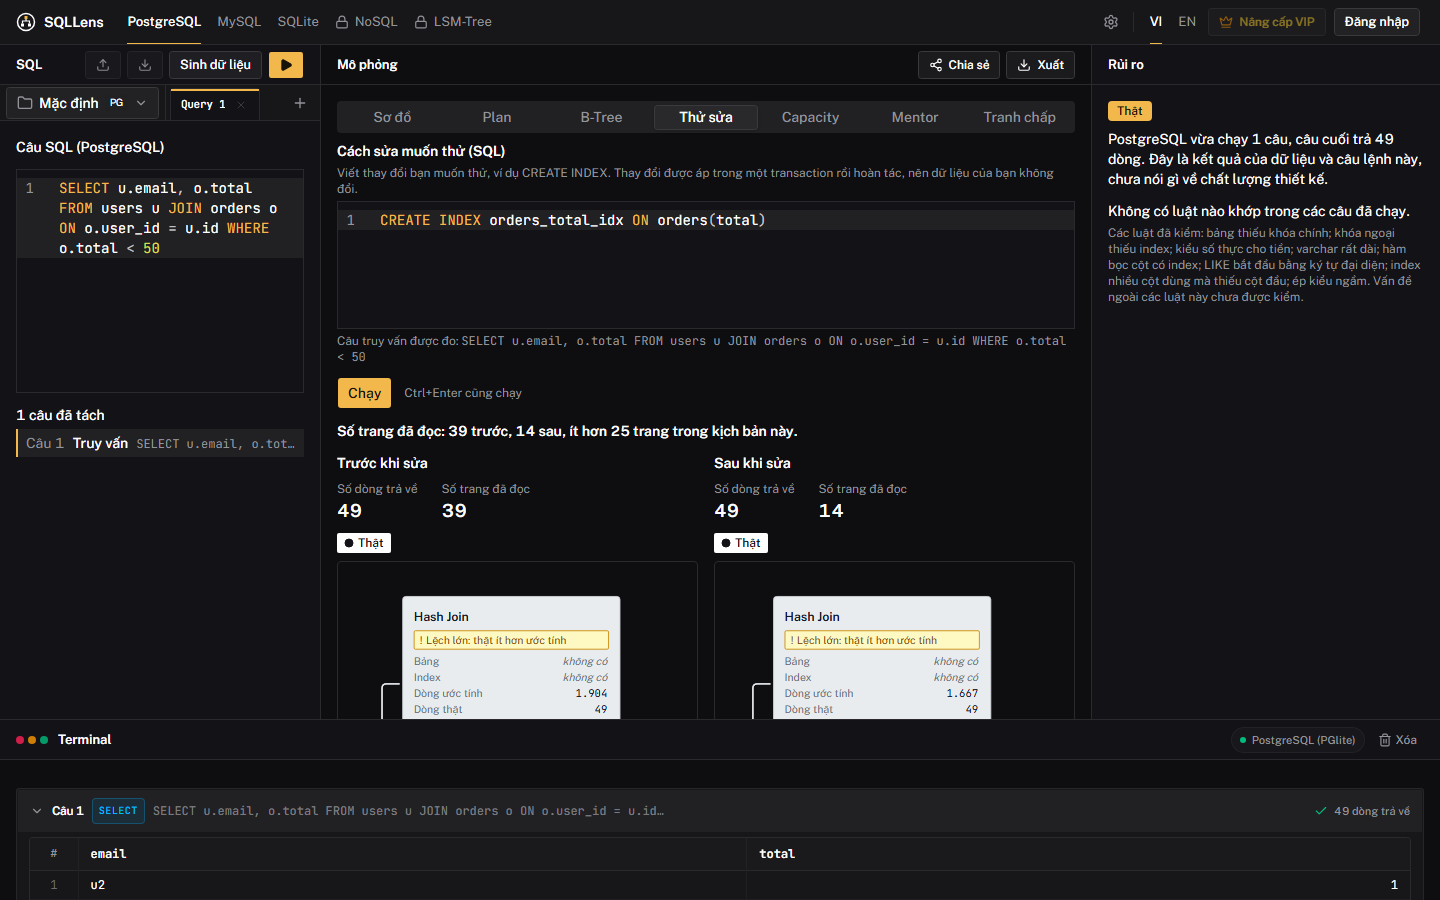 SQLLens
PostgreSQL
MySQL
SQLite
NoSQL
LSM-Tree
VI
EN
Nâng cấp VIP
Đăng nhập
SQL
Sinh dữ liệu
Mặc định PG
Query 1
Câu SQL (PostgreSQL)
1 SELECT u.email, o.total
FROM users u JOIN orders o
ON o.user_id = u.id WHERE
o.total < 50
1 câu đã tách
Câu 1 Truy vấn SELECT u.email, o.tot…
Mô phỏng
Chia sẻ
Xuất
Sơ đồ
Plan
B-Tree
Thử sửa
Capacity
Mentor
Tranh chấp
Cách sửa muốn thử (SQL)
Viết thay đổi bạn muốn thử, ví dụ CREATE INDEX. Thay đổi được áp trong một transaction rồi hoàn tác, nên dữ liệu của bạn không
đổi.
1 CREATE INDEX orders_total_idx ON orders(total)
Câu truy vấn được đo: SELECT u.email, o.total FROM users u JOIN orders o ON o.user_id = u.id WHERE o.total
< 50
Chạy
Ctrl+Enter cũng chạy
Số trang đã đọc: 39 trước, 14 sau, ít hơn 25 trang trong kịch bản này.
Trước khi sửa
Số dòng trả về
Số trang đã đọc
49
39
Thật
Hash Join
! Lệch lớn: thật ít hơn ước tính
Bảng không có
Index không có
Dòng ước tính 1.904
Dòng thật 49
Sau khi sửa
Số dòng trả về
Số trang đã đọc
49
14
Thật
Hash Join
! Lệch lớn: thật ít hơn ước tính
Bảng không có
Index không có
Dòng ước tính 1.667
Dòng thật 49
Rủi ro
Thật
PostgreSQL vừa chạy 1 câu, câu cuối trả 49
dòng. Đây là kết quả của dữ liệu và câu lệnh này,
chưa nói gì về chất lượng thiết kế.
Không có luật nào khớp trong các câu đã chạy.
Các luật đã kiểm: bảng thiếu khóa chính; khóa ngoại
thiếu index; kiểu số thực cho tiền; varchar rất dài; hàm
bọc cột có index; LIKE bắt đầu bằng ký tự đại diện; index
nhiều cột dùng mà thiếu cột đầu; ép kiểu ngầm. Vấn đề
ngoài các luật này chưa được kiểm.
Terminal
PostgreSQL (PGlite)
Xóa
Câu 1 SELECT SELECT u.email, o.total FROM users u JOIN orders o ON o.user_id = u.id…
49 dòng trả về
# email total
1 u2 1